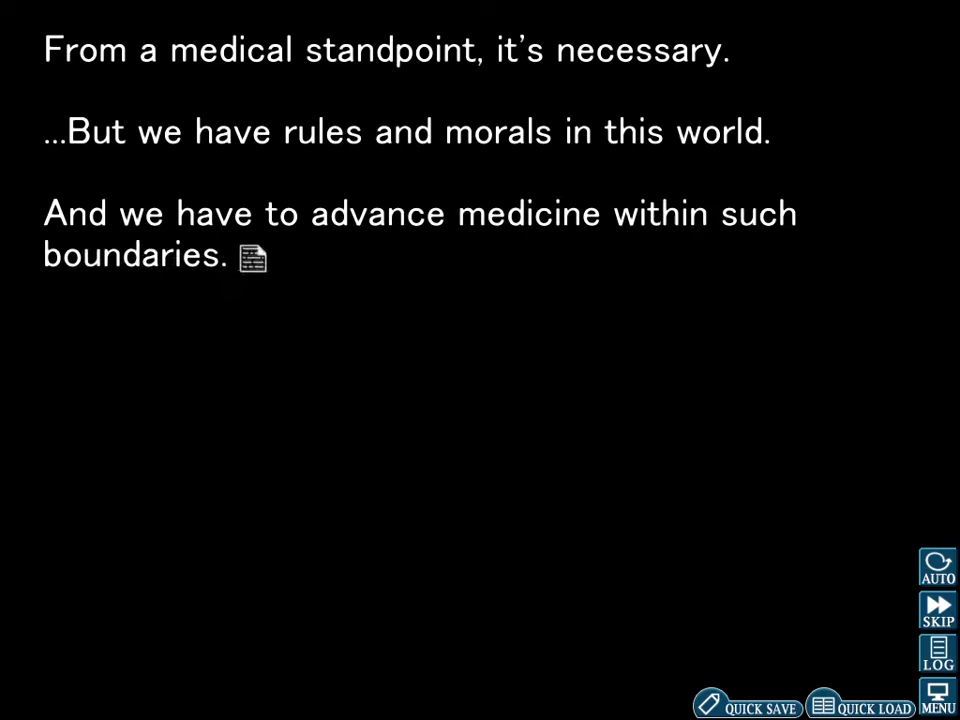 From a medical standpoint, it's necessary.
...But we have rules and morals in this world.
And we have to advance medicine within such
boundaries.
AUTO
SKIP
LOG
QUICK SAVE
QUICK LOAD
MENU